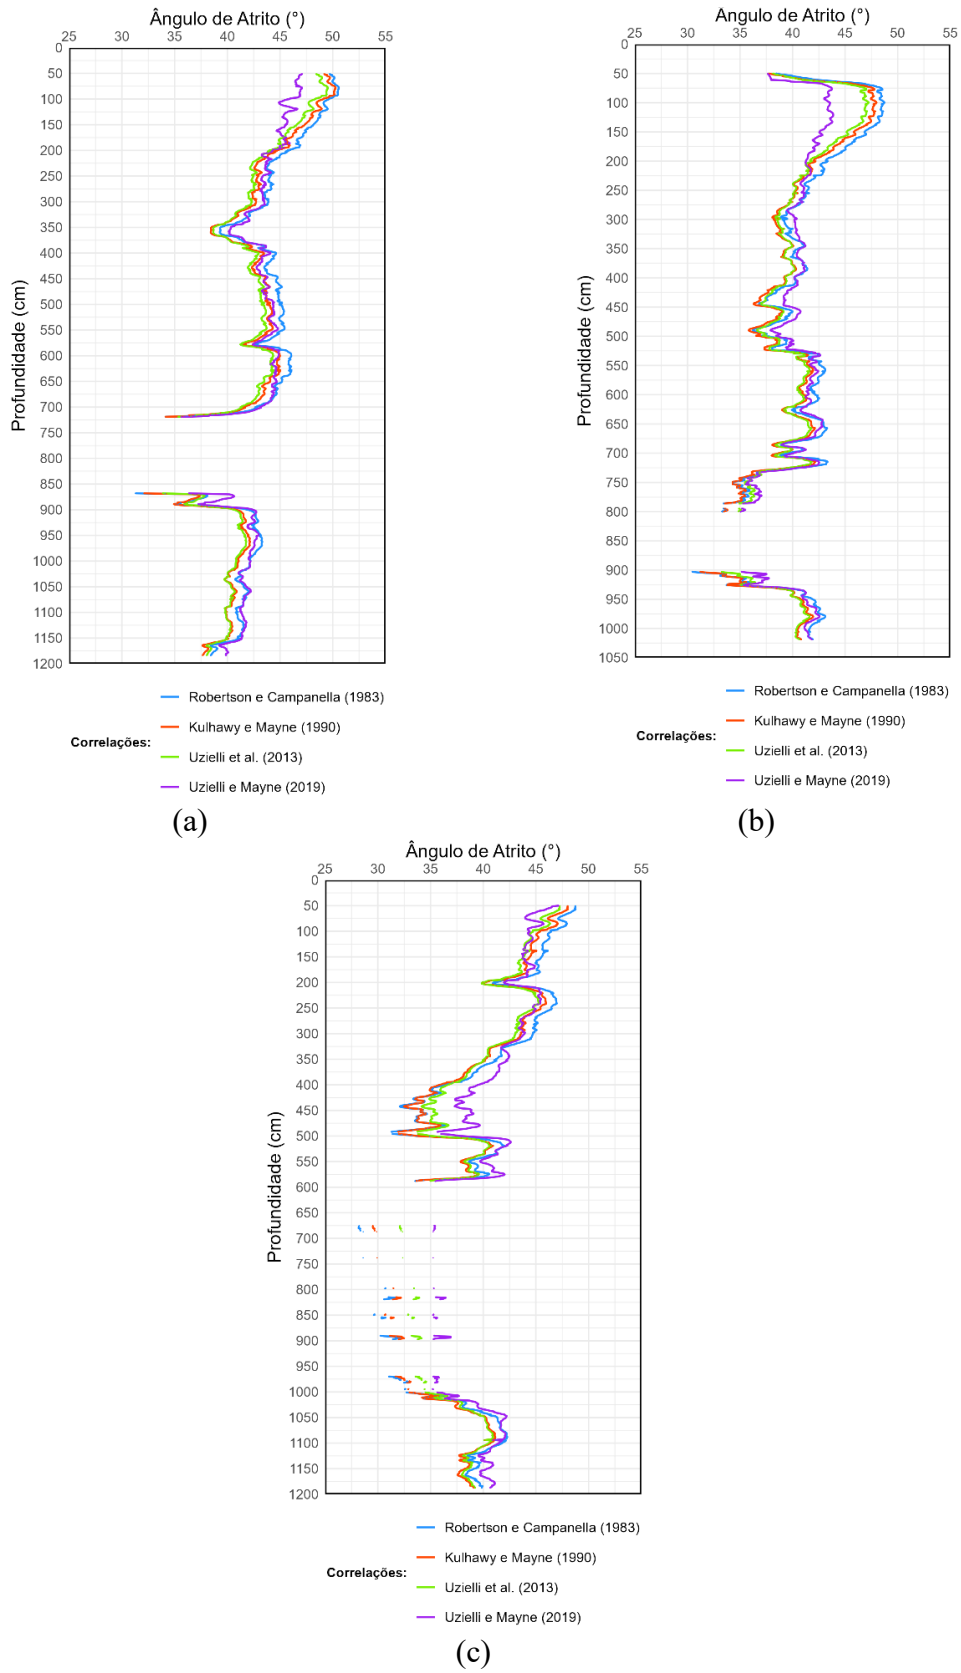 Ângulo de Atrito (°)
25 30 35 40 45 50 55
0
50
100
150
200
250
300
350
400
450
500
550
600
650
700
750
800
850
900
950
1000
1050
1100
1150
1200
Profundidade (cm)
Correlações:
Robertson e Campanella (1983)
Kulhawy e Mayne (1990)
Uzielli et al. (2013)
Uzielli e Mayne (2019)
(a)
Ângulo de Atrito (°)
25 30 35 40 45 50 55
0
50
100
150
200
250
300
350
400
450
500
550
600
650
700
750
800
850
900
950
1000
1050
Profundidade (cm)
Correlações:
Robertson e Campanella (1983)
Kulhawy e Mayne (1990)
Uzielli et al. (2013)
Uzielli e Mayne (2019)
(b)
Ângulo de Atrito (°)
25 30 35 40 45 50 55
0
50
100
150
200
250
300
350
400
450
500
550
600
650
700
750
800
850
900
950
1000
1050
1100
1150
1200
Profundidade (cm)
Correlações:
Robertson e Campanella (1983)
Kulhawy e Mayne (1990)
Uzielli et al. (2013)
Uzielli e Mayne (2019)
(c)